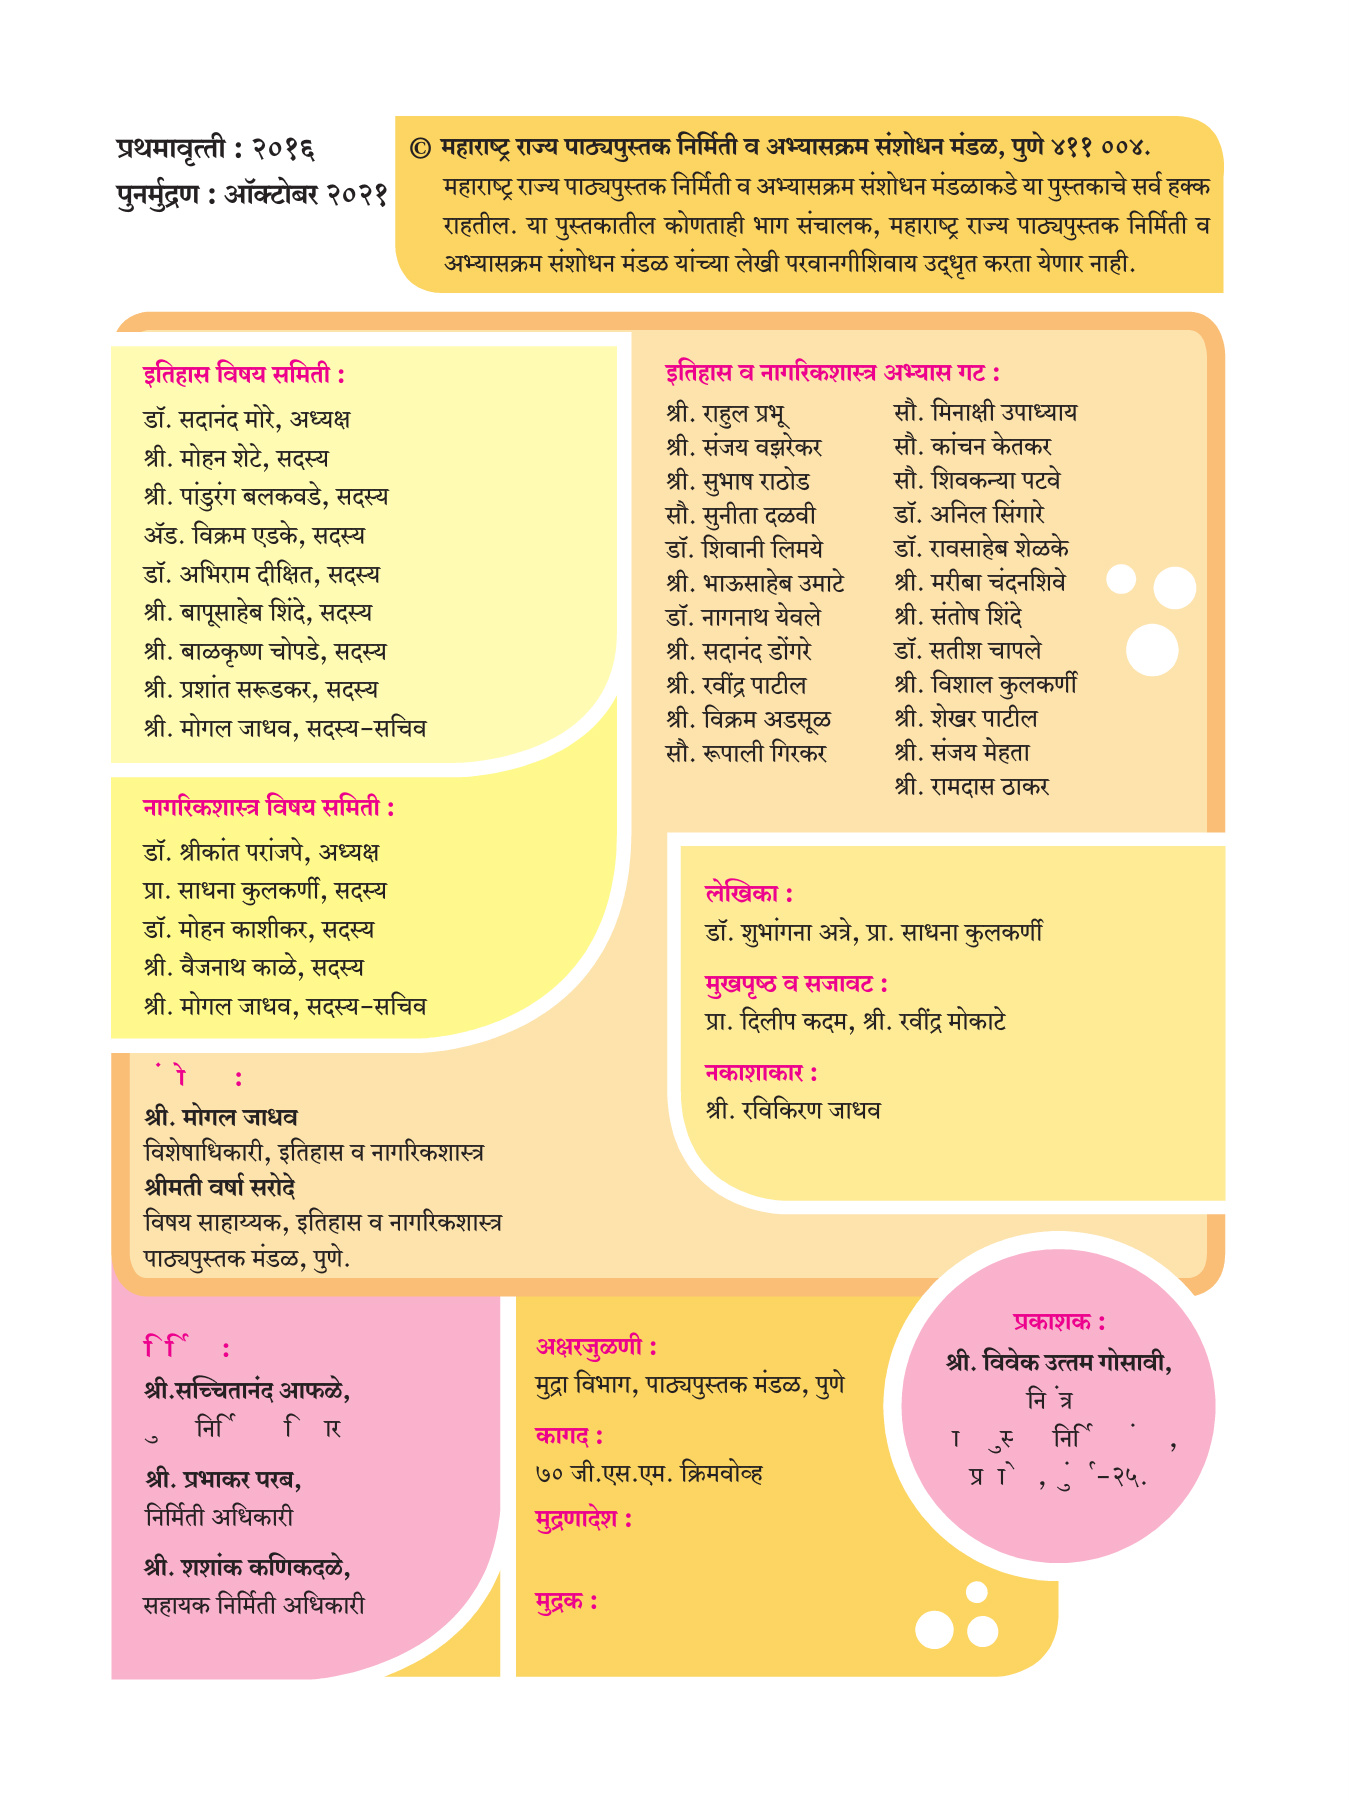 प्रथमावृत्ती : २०१६
पुनर्मुद्रण : ऑक्टोबर २०२१
© महाराष्ट्र राज्य पाठ्यपुस्तक निर्मिती व अभ्यासक्रम संशोधन मंडळ, पुणे ४११ ००४.
महाराष्ट्र राज्य पाठ्यपुस्तक निर्मिती व अभ्यासक्रम संशोधन मंडळाकडे या पुस्तकाचे सर्व हक्क
राहतील. या पुस्तकातील कोणताही भाग संचालक, महाराष्ट्र राज्य पाठ्यपुस्तक निर्मिती व
अभ्यासक्रम संशोधन मंडळ यांच्या लेखी परवानगीशिवाय उद्धृत करता येणार नाही.
इतिहास विषय समिती :
डॉ. सदानंद मोरे, अध्यक्ष
श्री. मोहन शेटे, सदस्य
श्री. पांडुरंग बलकवडे, सदस्य
ॲड. विक्रम एडके, सदस्य
डॉ. अभिराम दीक्षित, सदस्य
श्री. बापूसाहेब शिंदे, सदस्य
श्री. बाळकृष्ण चोपडे, सदस्य
श्री. प्रशांत सरूडकर, सदस्य
श्री. मोगल जाधव, सदस्य-सचिव
नागरिकशास्त्र विषय समिती :
डॉ. श्रीकांत परांजपे, अध्यक्ष
प्रा. साधना कुलकर्णी, सदस्य
डॉ. मोहन काशीकर, सदस्य
श्री. वैजनाथ काळे, सदस्य
श्री. मोगल जाधव, सदस्य-सचिव
श्री. मोगल जाधव
विशेषाधिकारी, इतिहास व नागरिकशास्त्र
श्रीमती वर्षा सरोदे
विषय साहाय्यक, इतिहास व नागरिकशास्त्र
पाठ्यपुस्तक मंडळ, पुणे.
इतिहास व नागरिकशास्त्र अभ्यास गट :
श्री. राहुल प्रभू
श्री. संजय वझरेकर
श्री. सुभाष राठोड
सौ. सुनीता दळवी
डॉ. शिवानी लिमये
श्री. भाऊसाहेब उमाटे
डॉ. नागनाथ येवले
श्री. सदानंद डोंगरे
श्री. रवींद्र पाटील
श्री. विक्रम अडसूळ
सौ. रूपाली गिरकर
सौ. मिनाक्षी उपाध्याय
सौ. कांचन केतकर
सौ. शिवकन्या पटवे
डॉ. अनिल सिंगारे
डॉ. रावसाहेब शेळके
श्री. मरीबा चंदनशिवे
श्री. संतोष शिंदे
डॉ. सतीश चापले
श्री. विशाल कुलकर्णी
श्री. शेखर पाटील
श्री. संजय मेहता
श्री. रामदास ठाकर
लेखिका :
डॉ. शुभांगना अत्रे, प्रा. साधना कुलकर्णी
मुखपृष्ठ व सजावट :
प्रा. दिलीप कदम, श्री. रवींद्र मोकाटे
नकाशाकार :
श्री. रविकिरण जाधव
श्री.सच्चितानंद आफळे,
श्री. प्रभाकर परब,
निर्मिती अधिकारी
श्री. शशांक कणिकदळे,
सहायक निर्मिती अधिकारी
अक्षरजुळणी :
मुद्रा विभाग, पाठ्यपुस्तक मंडळ, पुणे
कागद :
७० जी.एस.एम. क्रिमवोव्ह
मुद्रणादेश :
मुद्रक :
प्रकाशक :
श्री. विवेक उत्तम गोसावी,